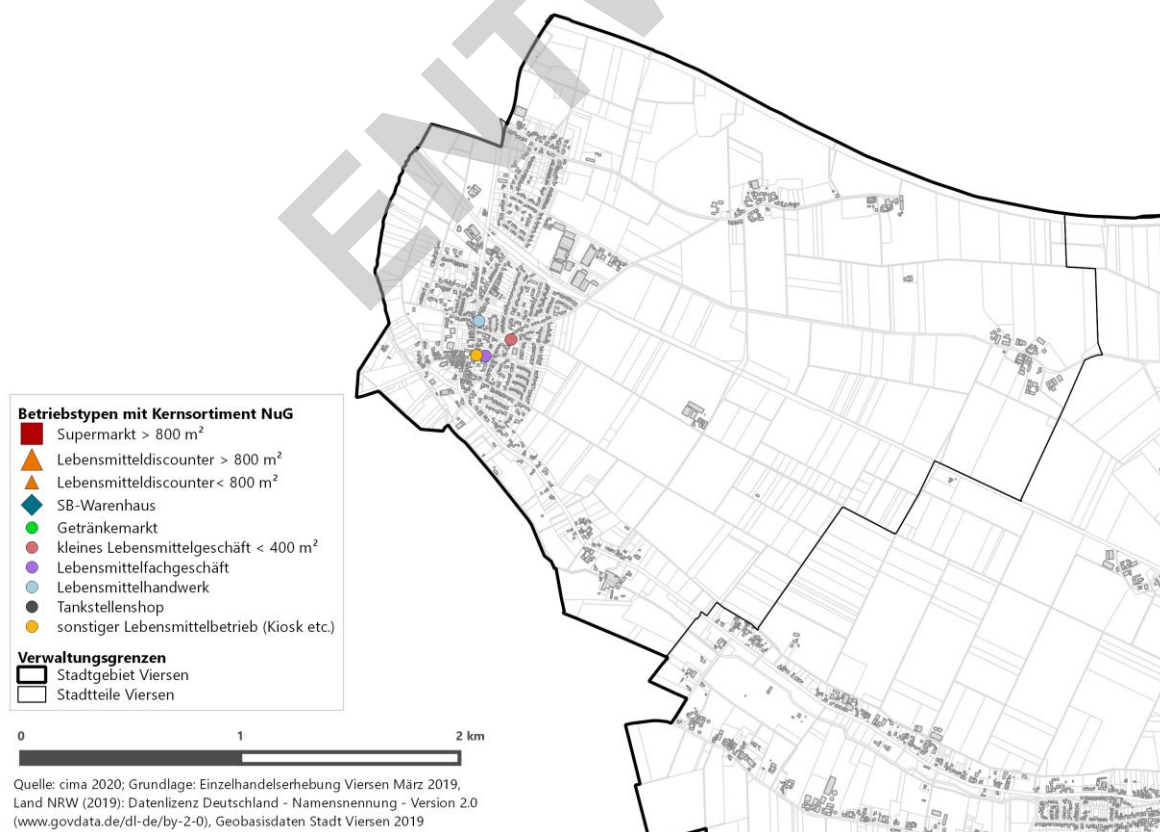 ENTW
Betriebstypen mit Kernsortiment NuG
Supermarkt > 800 m²
Lebensmitteldiscounter > 800 m²
Lebensmitteldiscounter< 800 m²
SB-Warenhaus
Getränkemarkt
kleines Lebensmittelgeschäft < 400 m²
Lebensmittelfachgeschäft
Lebensmittelhandwerk
Tankstellenshop
sonstiger Lebensmittelbetrieb (Kiosk etc.)
Verwaltungsgrenzen
Stadtgebiet Viersen
Stadtteile Viersen
0 1 2 km
Quelle: cima 2020; Grundlage: Einzelhandelserhebung Viersen März 2019,
Land NRW (2019): Datenlizenz Deutschland - Namensnennung - Version 2.0
(www.govdata.de/dl-de/by-2-0), Geobasisdaten Stadt Viersen 2019